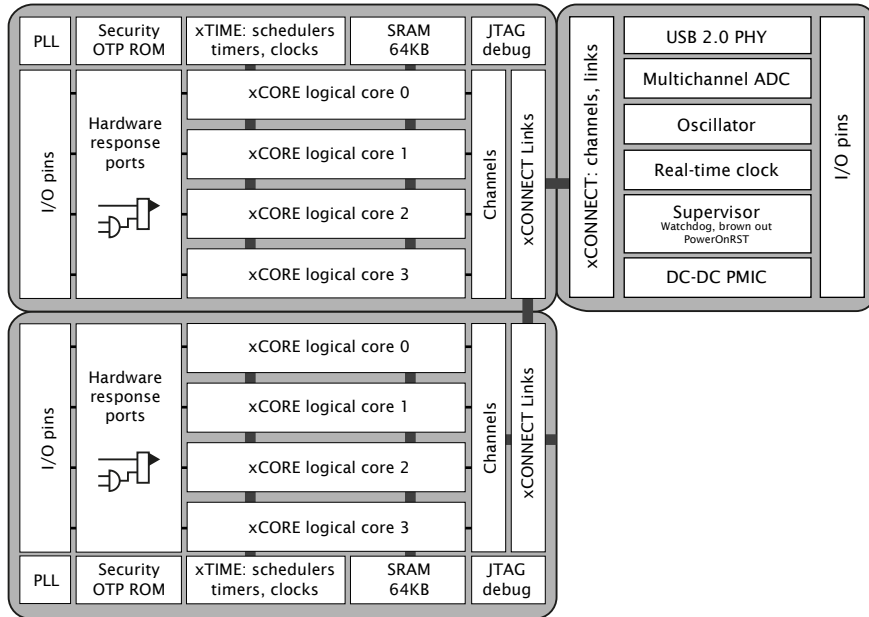 PLL
Security
OTP ROM
xTIME: schedulers
timers, clocks
SRAM
64KB
JTAG
debug
I/O pins
Hardware
response
ports
xCORE logical core 0
xCORE logical core 1
xCORE logical core 2
xCORE logical core 3
Channels
xCONNECT Links
xCONNECT: channels, links
USB 2.0 PHY
Multichannel ADC
Oscillator
Real-time clock
Supervisor
Watchdog, brown out
PowerOnRST
DC-DC PMIC
I/O pins
I/O pins
Hardware
response
ports
xCORE logical core 0
xCORE logical core 1
xCORE logical core 2
xCORE logical core 3
Channels
xCONNECT Links
PLL
Security
OTP ROM
xTIME: schedulers
timers, clocks
SRAM
64KB
JTAG
debug